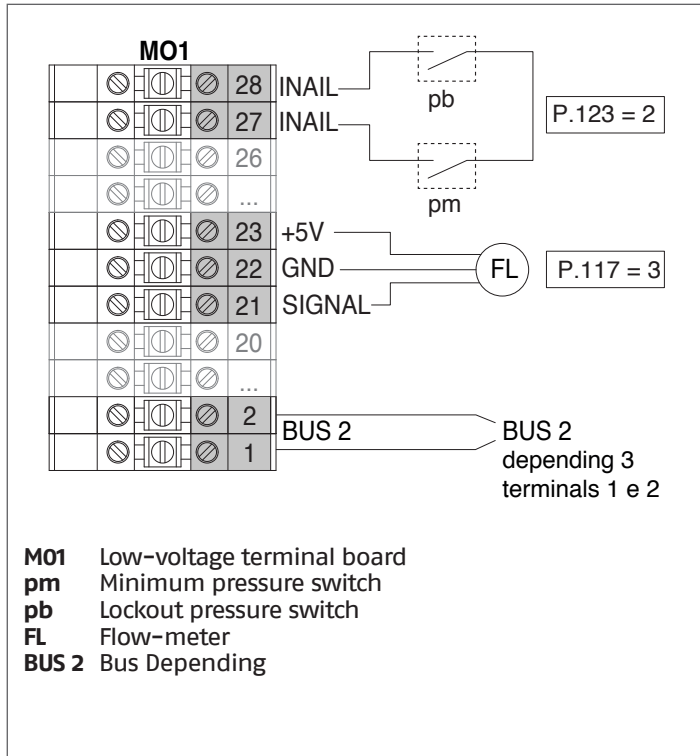 MO1
28 INAIL
pb
27 INAIL
P.123 = 2
26
pm
...
23 +5V
22 GND
FL
P.117 = 3
21 SIGNAL
20
...
2
BUS 2
1
BUS 2
depending 3
terminals 1 e 2
M01 Low-voltage terminal board
pm Minimum pressure switch
pb Lockout pressure switch
FL Flow-meter
BUS 2 Bus Depending